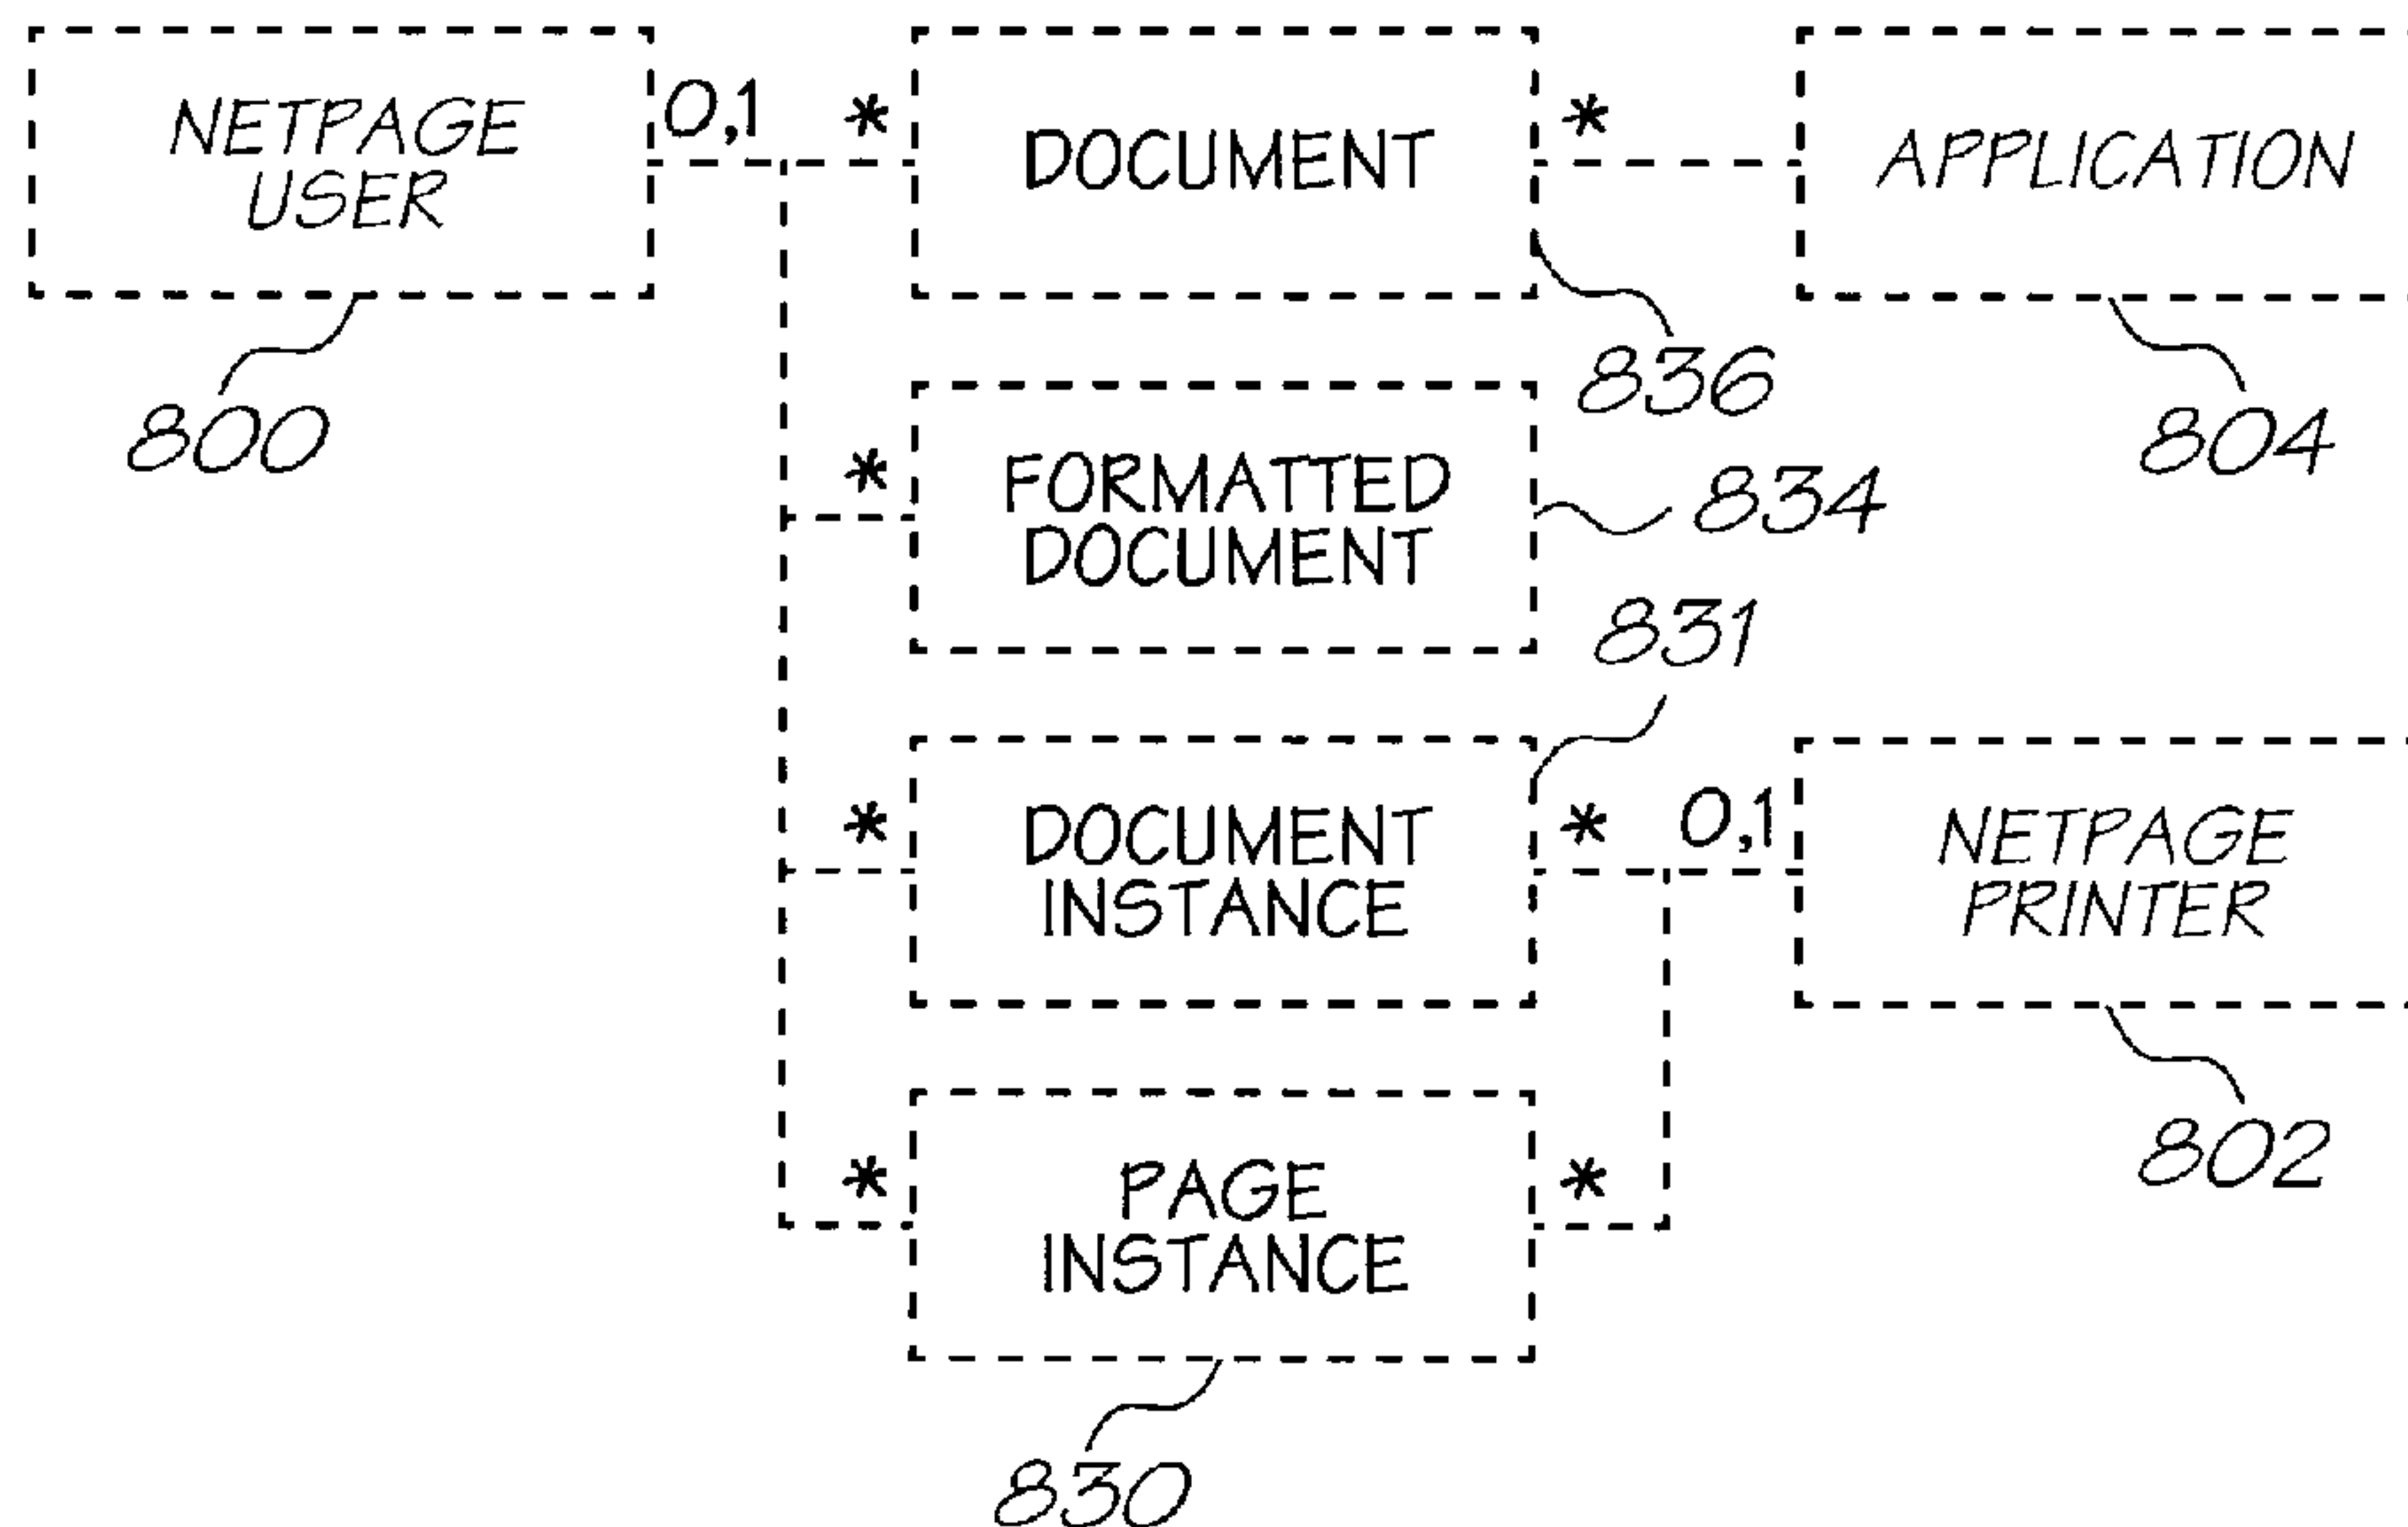 NETPAGE
USER
0,1
*
DOCUMENT
*
APPLICATION
800
836
804
*
FORMATTED
DOCUMENT
834
831
*
DOCUMENT
INSTANCE
*
0,1
NETPAGE
PRINTER
802
*
PAGE
INSTANCE
*
830